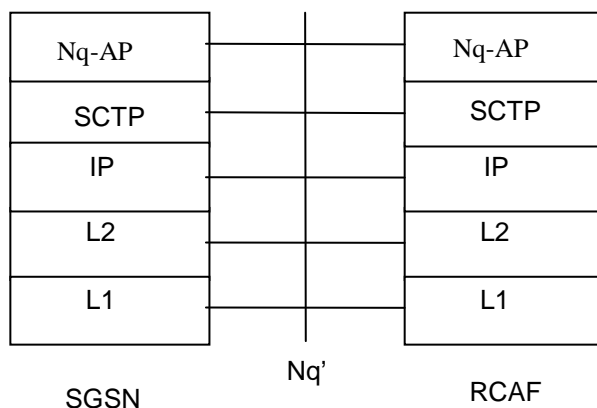 Nq-AP Nq-AP
SCTP SCTP
IP IP
L2 L2
L1 L1
Nq'
SGSN RCAF